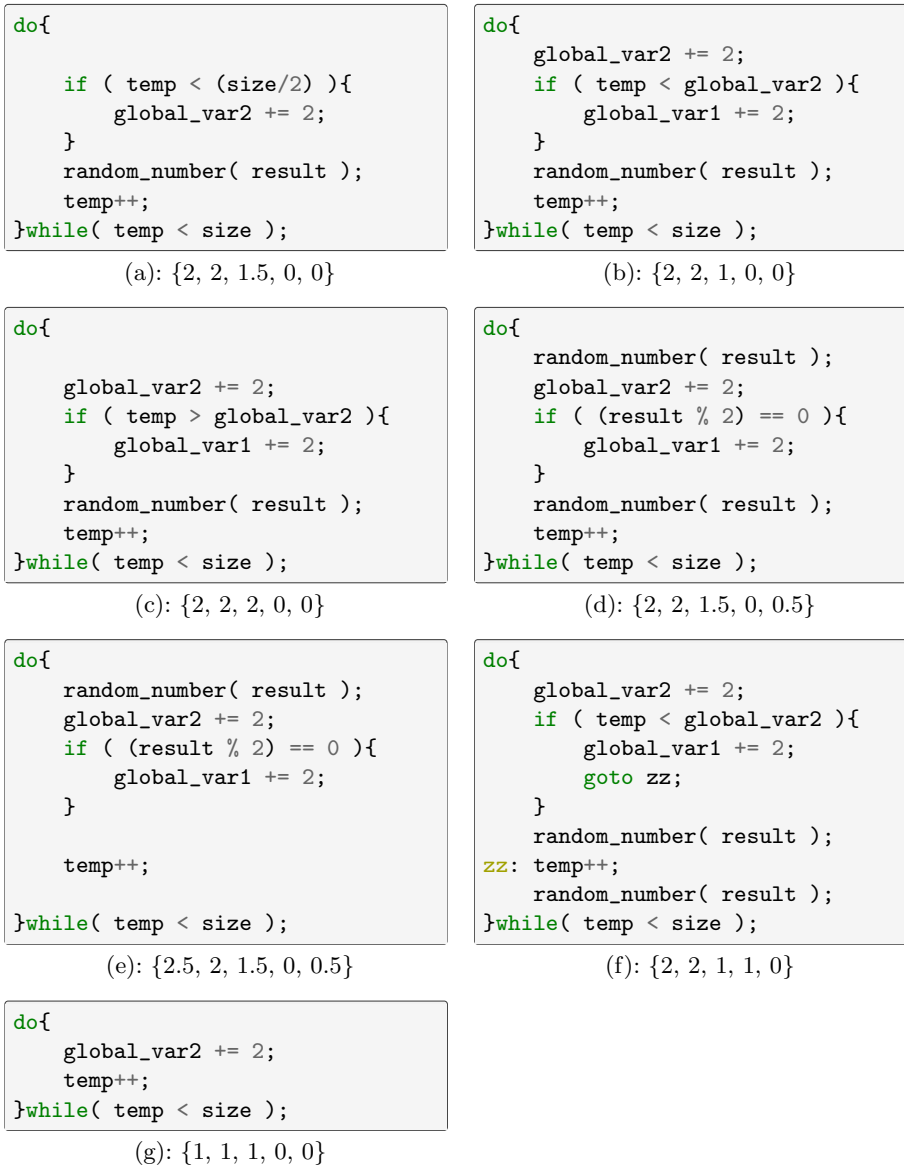 do{
if ( temp < (size/2) ){
global_var2 += 2;
}
random_number( result );
temp++;
}while( temp < size );
(a): {2, 2, 1.5, 0, 0}
do{
global_var2 += 2;
if ( temp < global_var2 ){
global_var1 += 2;
}
random_number( result );
temp++;
}while( temp < size );
(b): {2, 2, 1, 0, 0}
do{
global_var2 += 2;
if ( temp > global_var2 ){
global_var1 += 2;
}
random_number( result );
temp++;
}while( temp < size );
(c): {2, 2, 2, 0, 0}
do{
random_number( result );
global_var2 += 2;
if ( (result % 2) == 0 ){
global_var1 += 2;
}
random_number( result );
temp++;
}while( temp < size );
(d): {2, 2, 1.5, 0, 0.5}
do{
random_number( result );
global_var2 += 2;
if ( (result % 2) == 0 ){
global_var1 += 2;
}
temp++;
}while( temp < size );
(e): {2.5, 2, 1.5, 0, 0.5}
do{
global_var2 += 2;
if ( temp < global_var2 ){
global_var1 += 2;
goto zz;
}
random_number( result );
zz: temp++;
random_number( result );
}while( temp < size );
(f): {2, 2, 1, 1, 0}
do{
global_var2 += 2;
temp++;
}while( temp < size );
(g): {1, 1, 1, 0, 0}